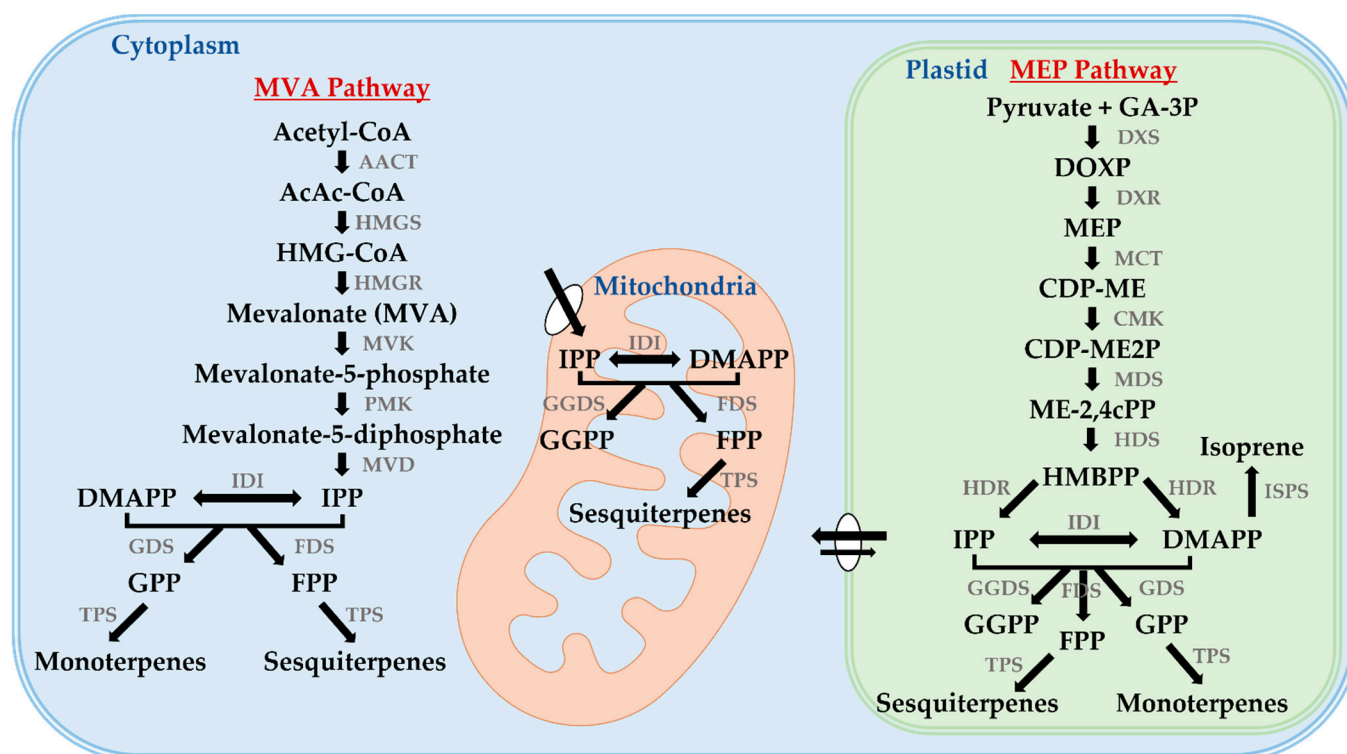 Cytoplasm
MVA Pathway
Acetyl-CoA
AACT
AcAc-CoA
HMGS
HMG-CoA
HMGR
Mevalonate (MVA)
MVK
Mevalonate-5-phosphate
PMK
Mevalonate-5-diphosphate
MVD
IDI
DMAPP
IPP
GDS
FDS
GPP
FPP
TPS
TPS
Monoterpenes
Sesquiterpenes
Mitochondria
IDI
IPP
DMAPP
GGDS
FDS
GGPP
FPP
TPS
Sesquiterpenes
Plastid
MEP Pathway
Pyruvate + GA-3P
DXS
DOXP
DXR
MEP
MCT
CDP-ME
CMK
CDP-ME2P
MDS
ME-2,4cPP
HDS
Isoprene
HMBPP
HDR
HDR
ISPS
IDI
IPP
DMAPP
GGDS
FDS
GDS
GGPP
FPP
GPP
TPS
TPS
Sesquiterpenes
Monoterpenes